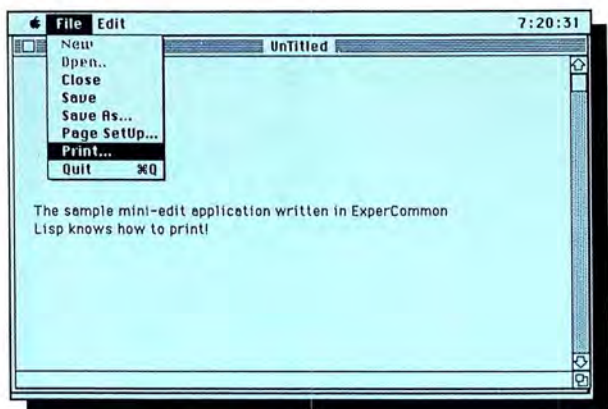 File Edit 7:20:31
UnTitled
New
Open..
Close
Save
Save As...
Page SetUp...
Print...
Quit ⌘Q
The sample mini-edit application written in ExperCommon
Lisp knows how to print!